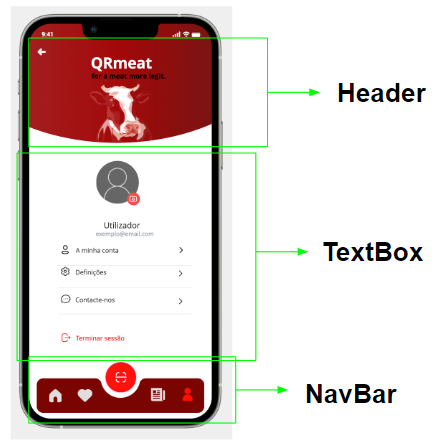 9:41
QRmeat
for a meat more legit.
Header
Utilizador
exemplo@email.com
A minha conta
Definições
TextBox
Contacte-nos
Terminar sessão
NavBar